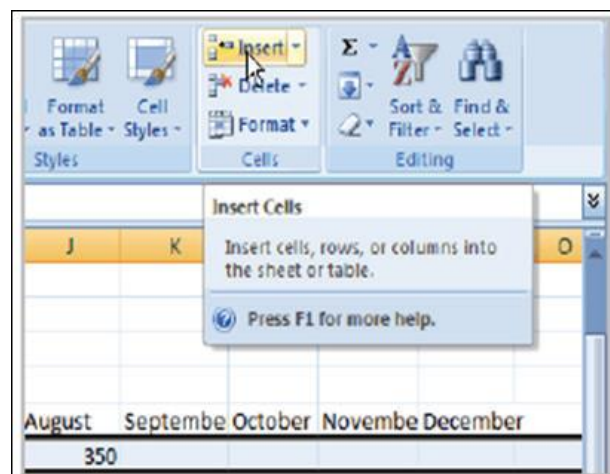 Insert
Delete
Format
Cells
Format
as Table
Cell
Styles
Styles
Σ
A
Z
Sort &
Filter
Find &
Select
Editing
Insert Cells
Insert cells, rows, or columns into
the sheet or table.
Press F1 for more help.
J K O
August Septembe October Novembe December
350